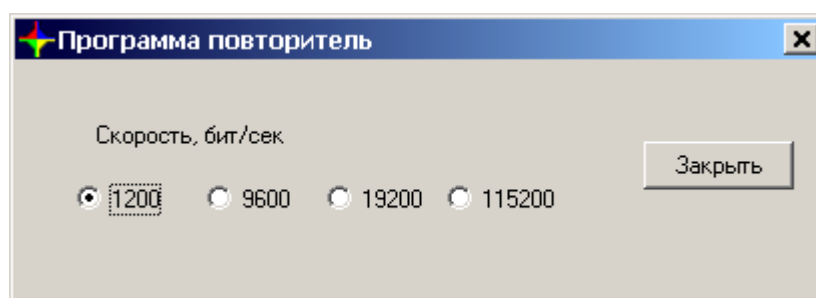 Программа повторитель
Скорость, бит/сек
Закрыть
1200 9600 19200 115200